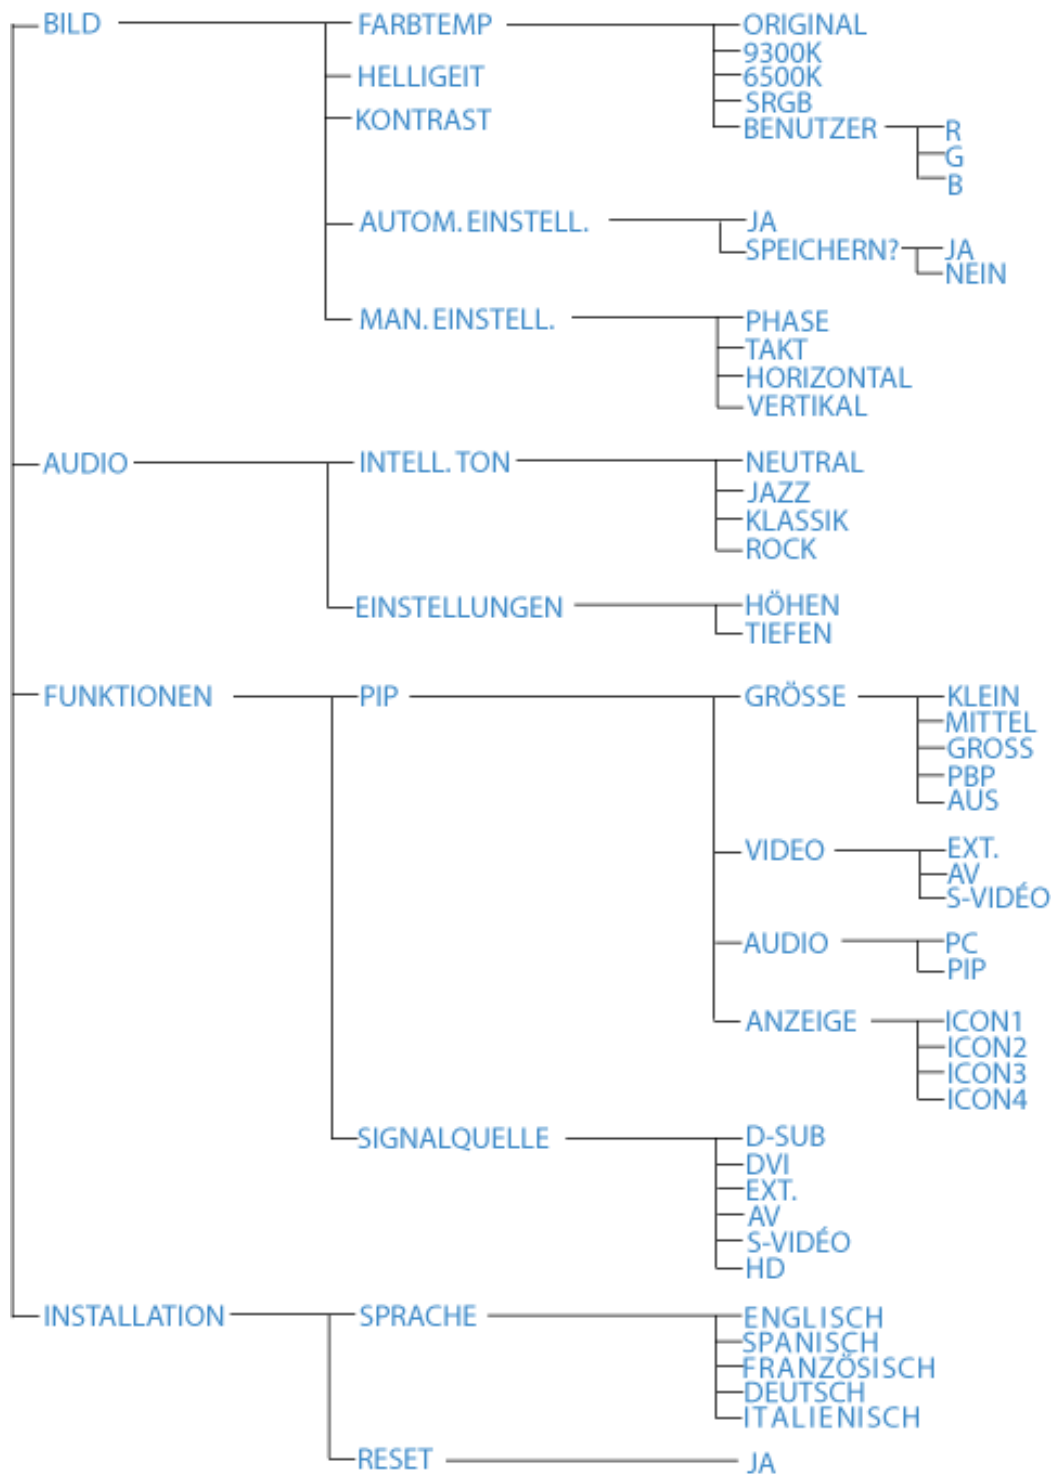 BILD FARBTEMP ORIGINAL
9300K
HELLIGEIT 6500K
SRGB
KONTRAST BENUTZER R
G
B
AUTOM. EINSTELL. JA
SPEICHERN? JA
NEIN
MAN. EINSTELL. PHASE
TAKT
HORIZONTAL
VERTIKAL
AUDIO INTELL. TON NEUTRAL
JAZZ
KLASSIK
ROCK
EINSTELLUNGEN HÖHEN
TIEFEN
FUNKTIONEN PIP GRÖSSE KLEIN
MITTEL
GROSS
PBP
AUS
VIDEO EXT.
AV
S-VIDÉO
AUDIO PC
PIP
ANZEIGE ICON1
ICON2
ICON3
ICON4
SIGNALQUELLE D-SUB
DVI
EXT.
AV
S-VIDÉO
HD
INSTALLATION SPRACHE ENGLISCH
SPANISCH
FRANZÖSISCH
DEUTSCH
ITALIENISCH
RESET JA